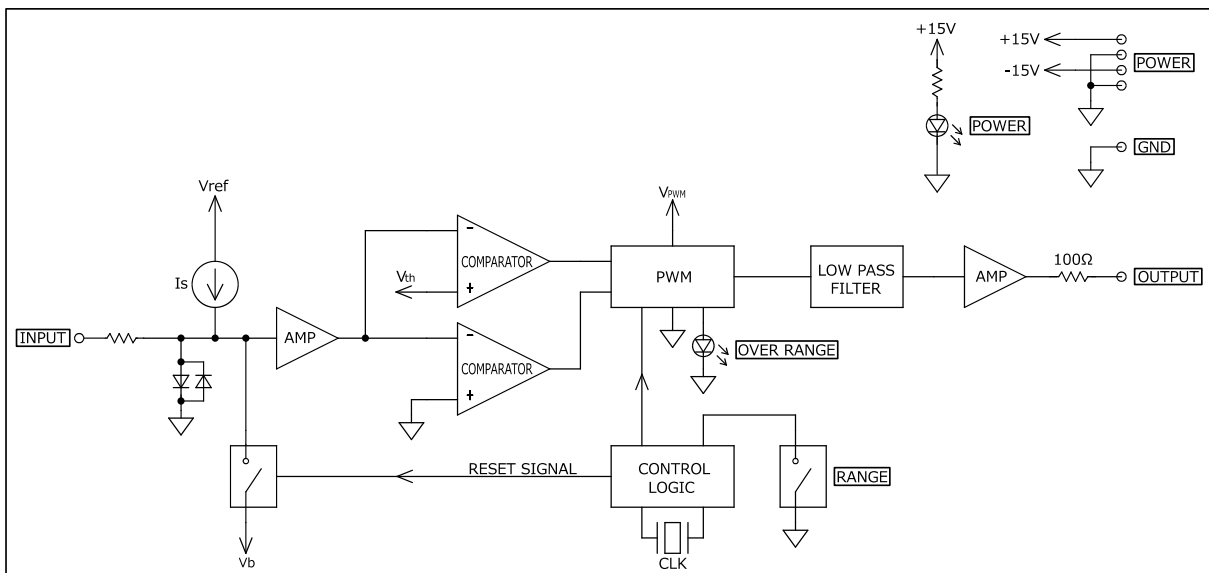 +15V
+15V
-15V
POWER
POWER
GND
Vref
Is
VPWM
COMPARATOR
Vth
PWM
LOW PASS
FILTER
AMP
100Ω
OUTPUT
INPUT
AMP
COMPARATOR
OVER RANGE
RESET SIGNAL
CONTROL
LOGIC
RANGE
Vb
CLK